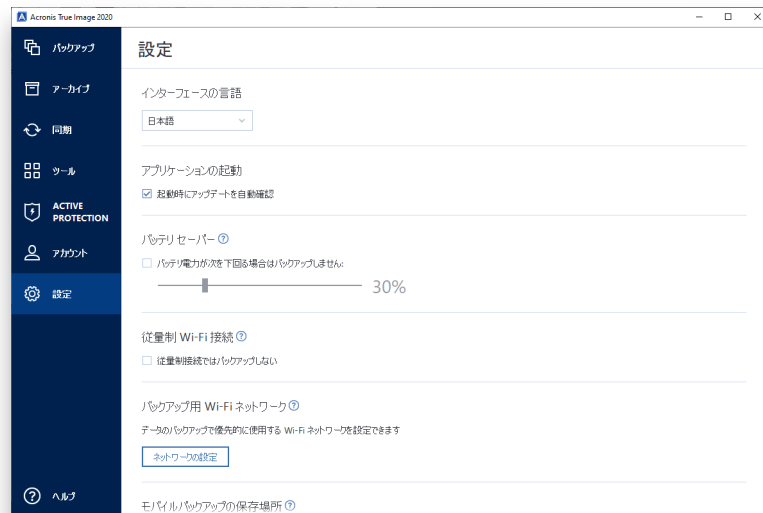 Acronis True Image 2020
バックアップ
アーカイブ
同期
ツール
ACTIVE
PROTECTION
アカウント
設定
ヘルプ
設定
インターフェースの言語
日本語
アプリケーションの起動
起動時にアップデートを自動確認
バッテリ セーバー
バッテリ電力が次を下回る場合はバックアップしません:
30%
従量制 Wi-Fi 接続
従量制接続ではバックアップしない
バックアップ用 Wi-Fi ネットワーク
データのバックアップで優先的に使用する Wi-Fi ネットワークを設定できます
ネットワークの設定
モバイル バックアップの保存場所